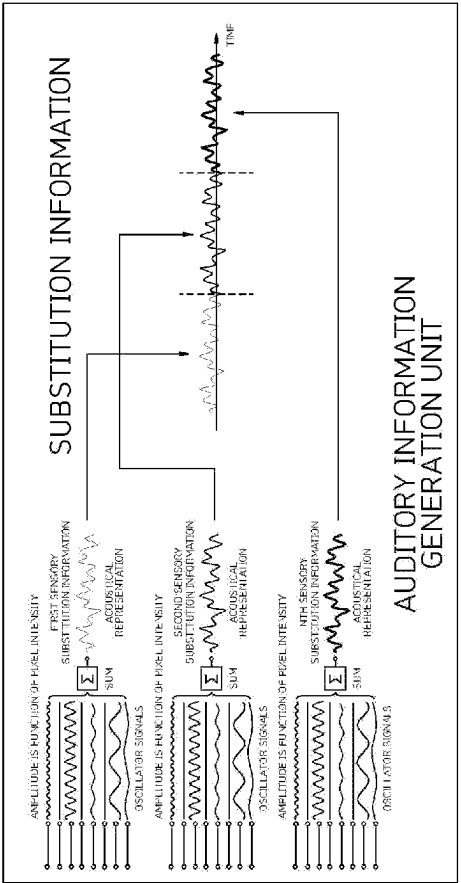 SUBSTITUTION INFORMATION
TIME
AMPLITUDE IS FUNCTION OF PIXEL INTENSITY
FIRST SENSORY
SUBSTITUTION INFORMATION
ACOUSTICAL
REPRESENTATION
Σ
SUM
OSCILLATOR SIGNALS
AMPLITUDE IS FUNCTION OF PIXEL INTENSITY
SECOND SENSORY
SUBSTITUTION INFORMATION
ACOUSTICAL
REPRESENTATION
Σ
SUM
OSCILLATOR SIGNALS
AMPLITUDE IS FUNCTION OF PIXEL INTENSITY
NTH SENSORY
SUBSTITUTION INFORMATION
ACOUSTICAL
REPRESENTATION
Σ
SUM
OSCILLATOR SIGNALS
AUDITORY INFORMATION
GENERATION UNIT